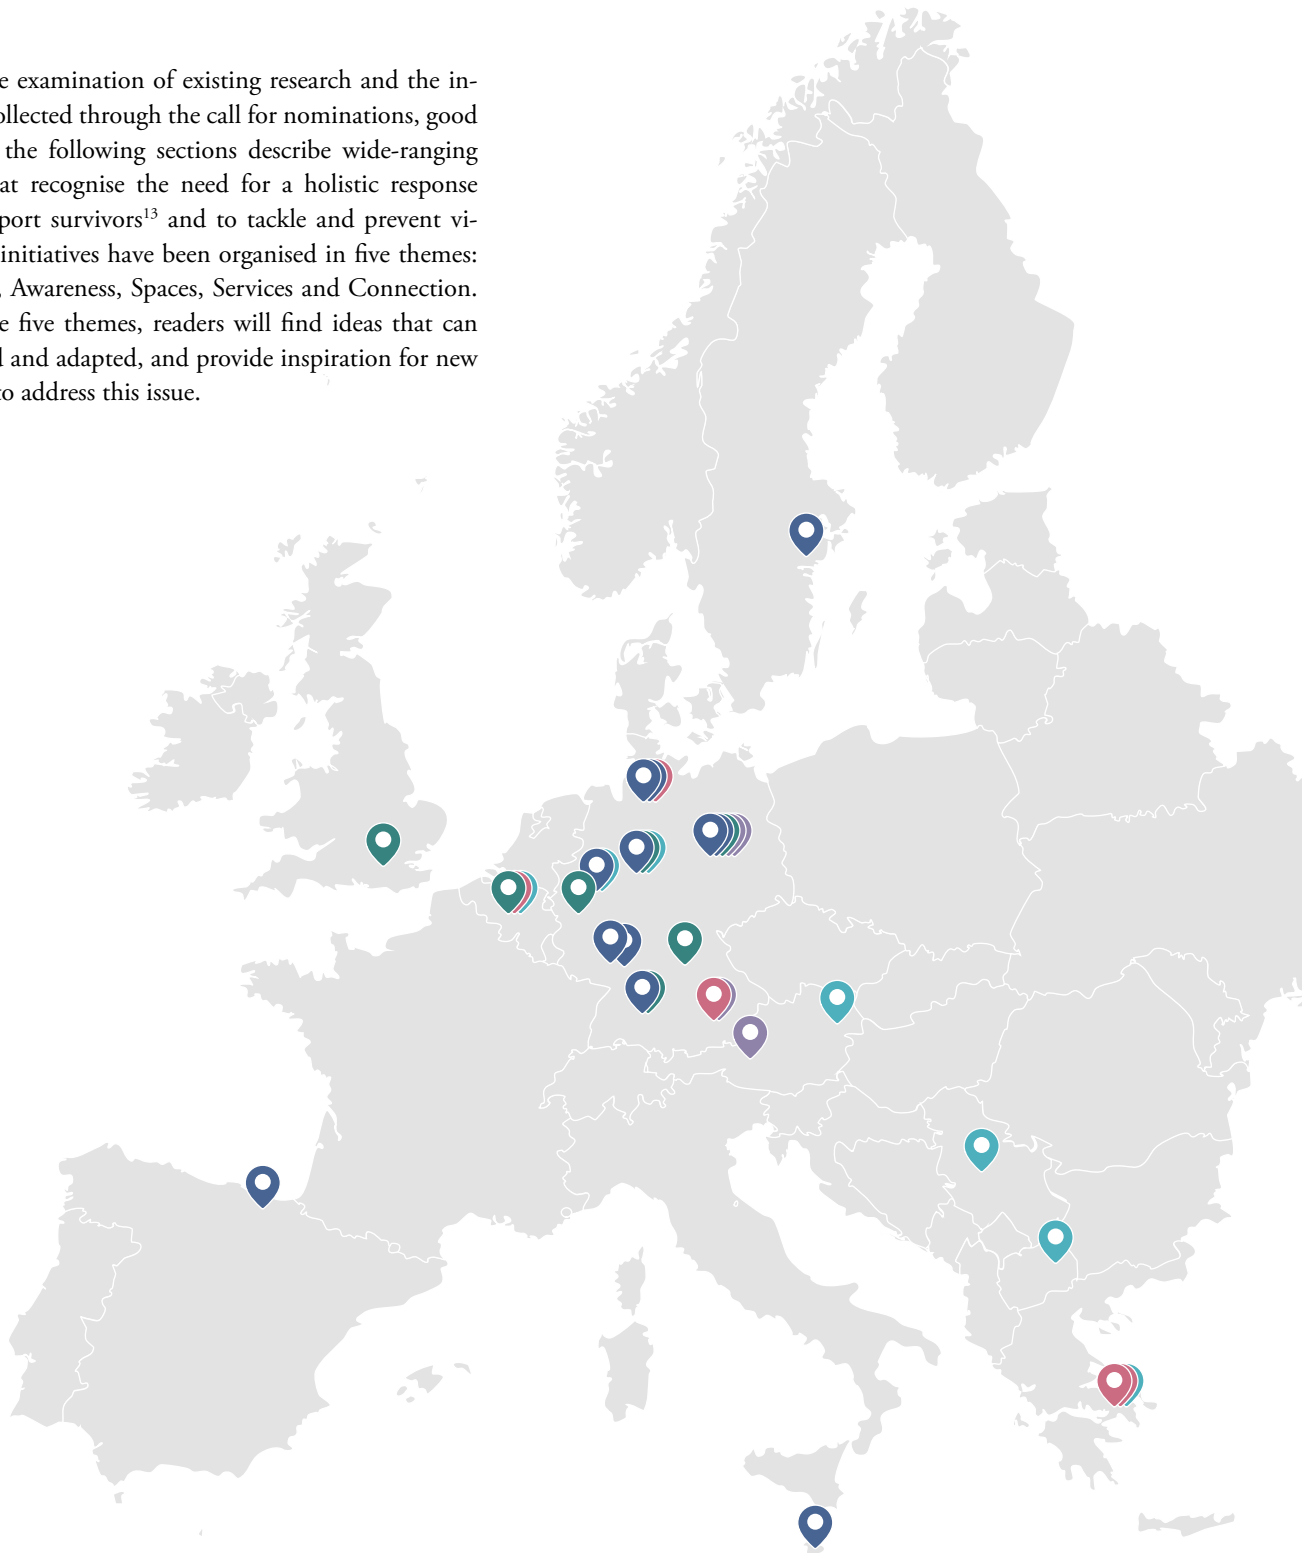 e examination of existing research and the in-
ollected through the call for nominations, good
the following sections describe wide-ranging
at recognise the need for a holistic response
port survivors13 and to tackle and prevent vi-
initiatives have been organised in five themes:
, Awareness, Spaces, Services and Connection.
e five themes, readers will find ideas that can
d and adapted, and provide inspiration for new
to address this issue.